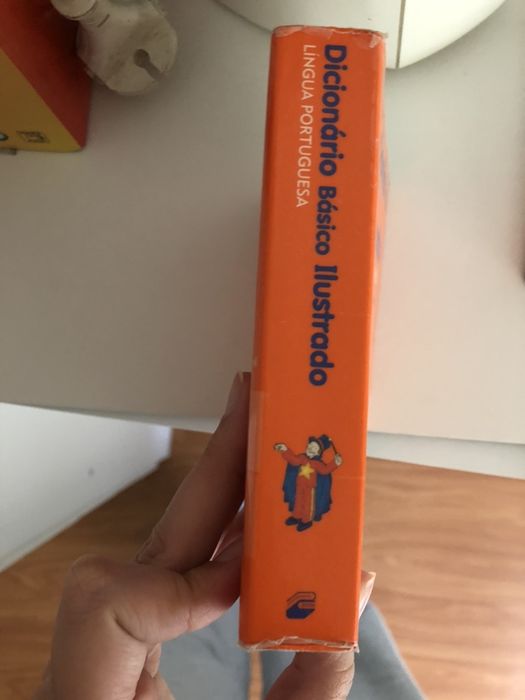 Dicionário Básico Ilustrado
LÍNGUA PORTUGUESA